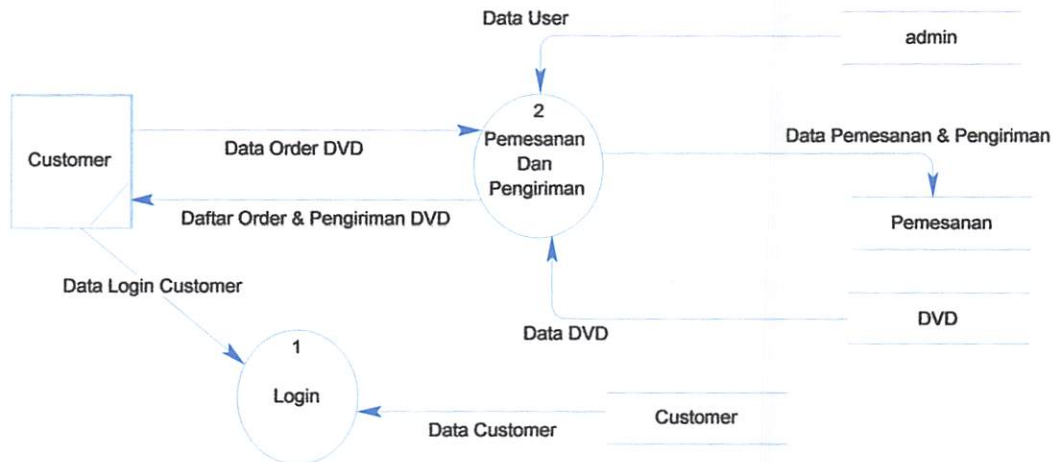 Data User
admin
2
Pemesanan
Dan
Pengiriman
Customer
Data Order DVD
Data Pemesanan & Pengiriman
Daftar Order & Pengiriman DVD
Pemesanan
Data Login Customer
DVD
Data DVD
1
Login
Customer
Data Customer